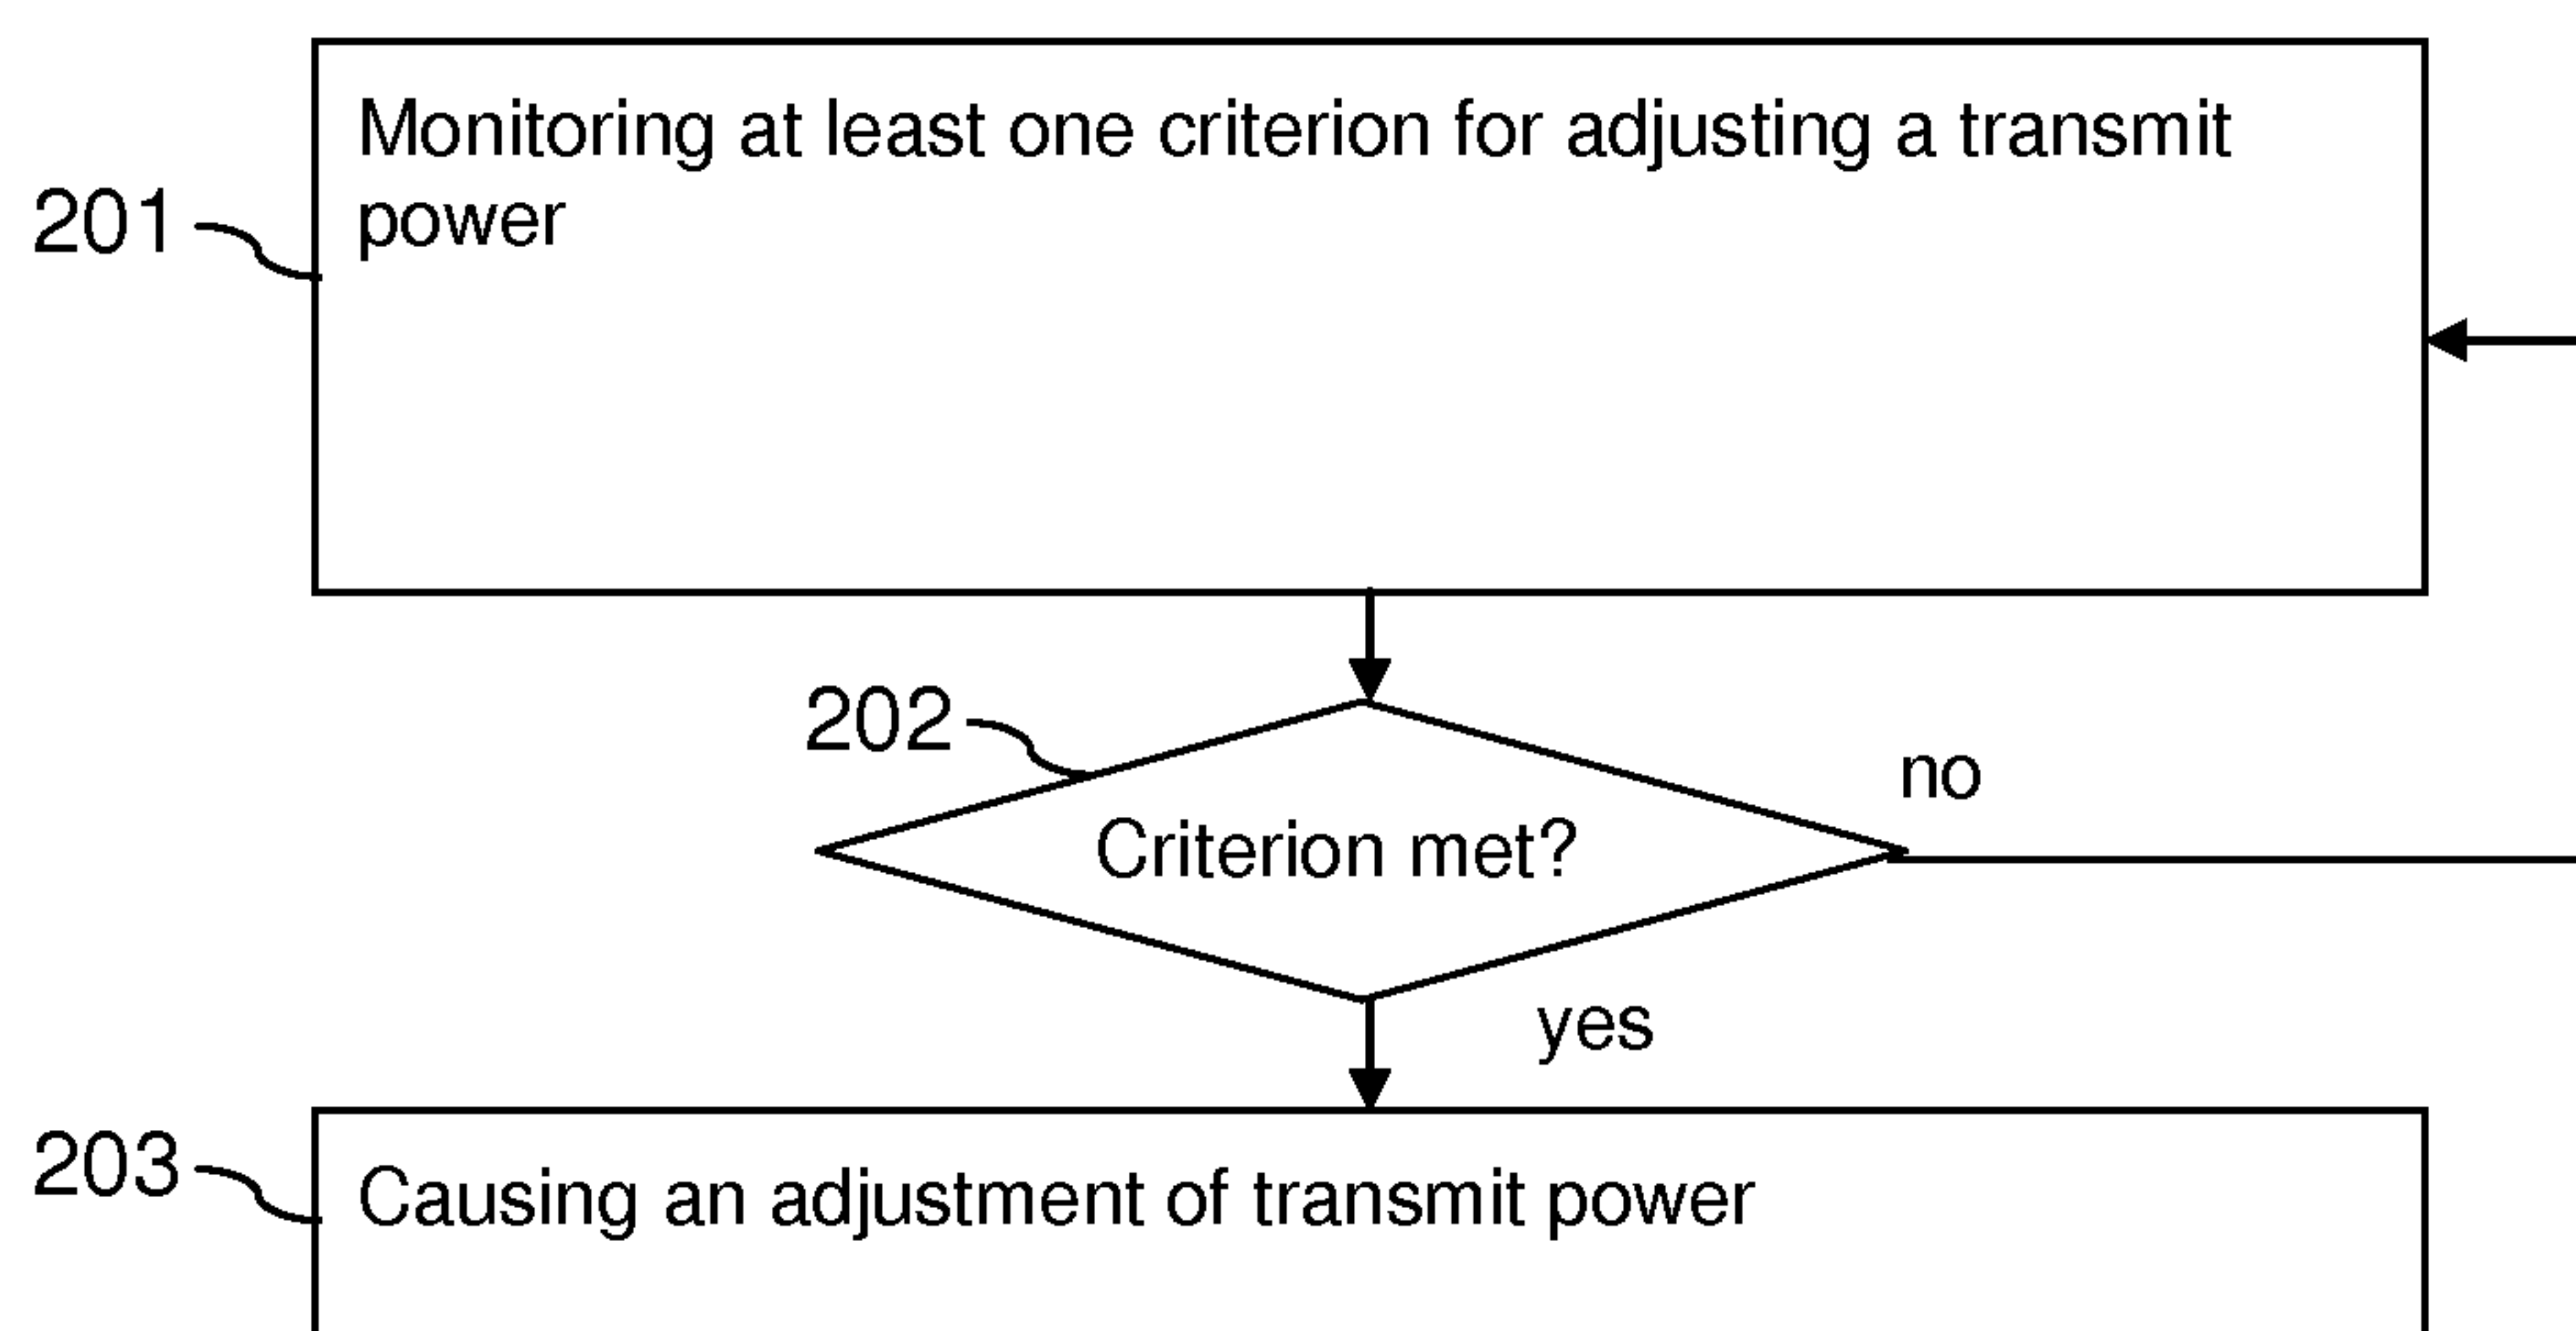 Monitoring at least one criterion for adjusting a transmit
power
201
202
no
Criterion met?
yes
203
Causing an adjustment of transmit power